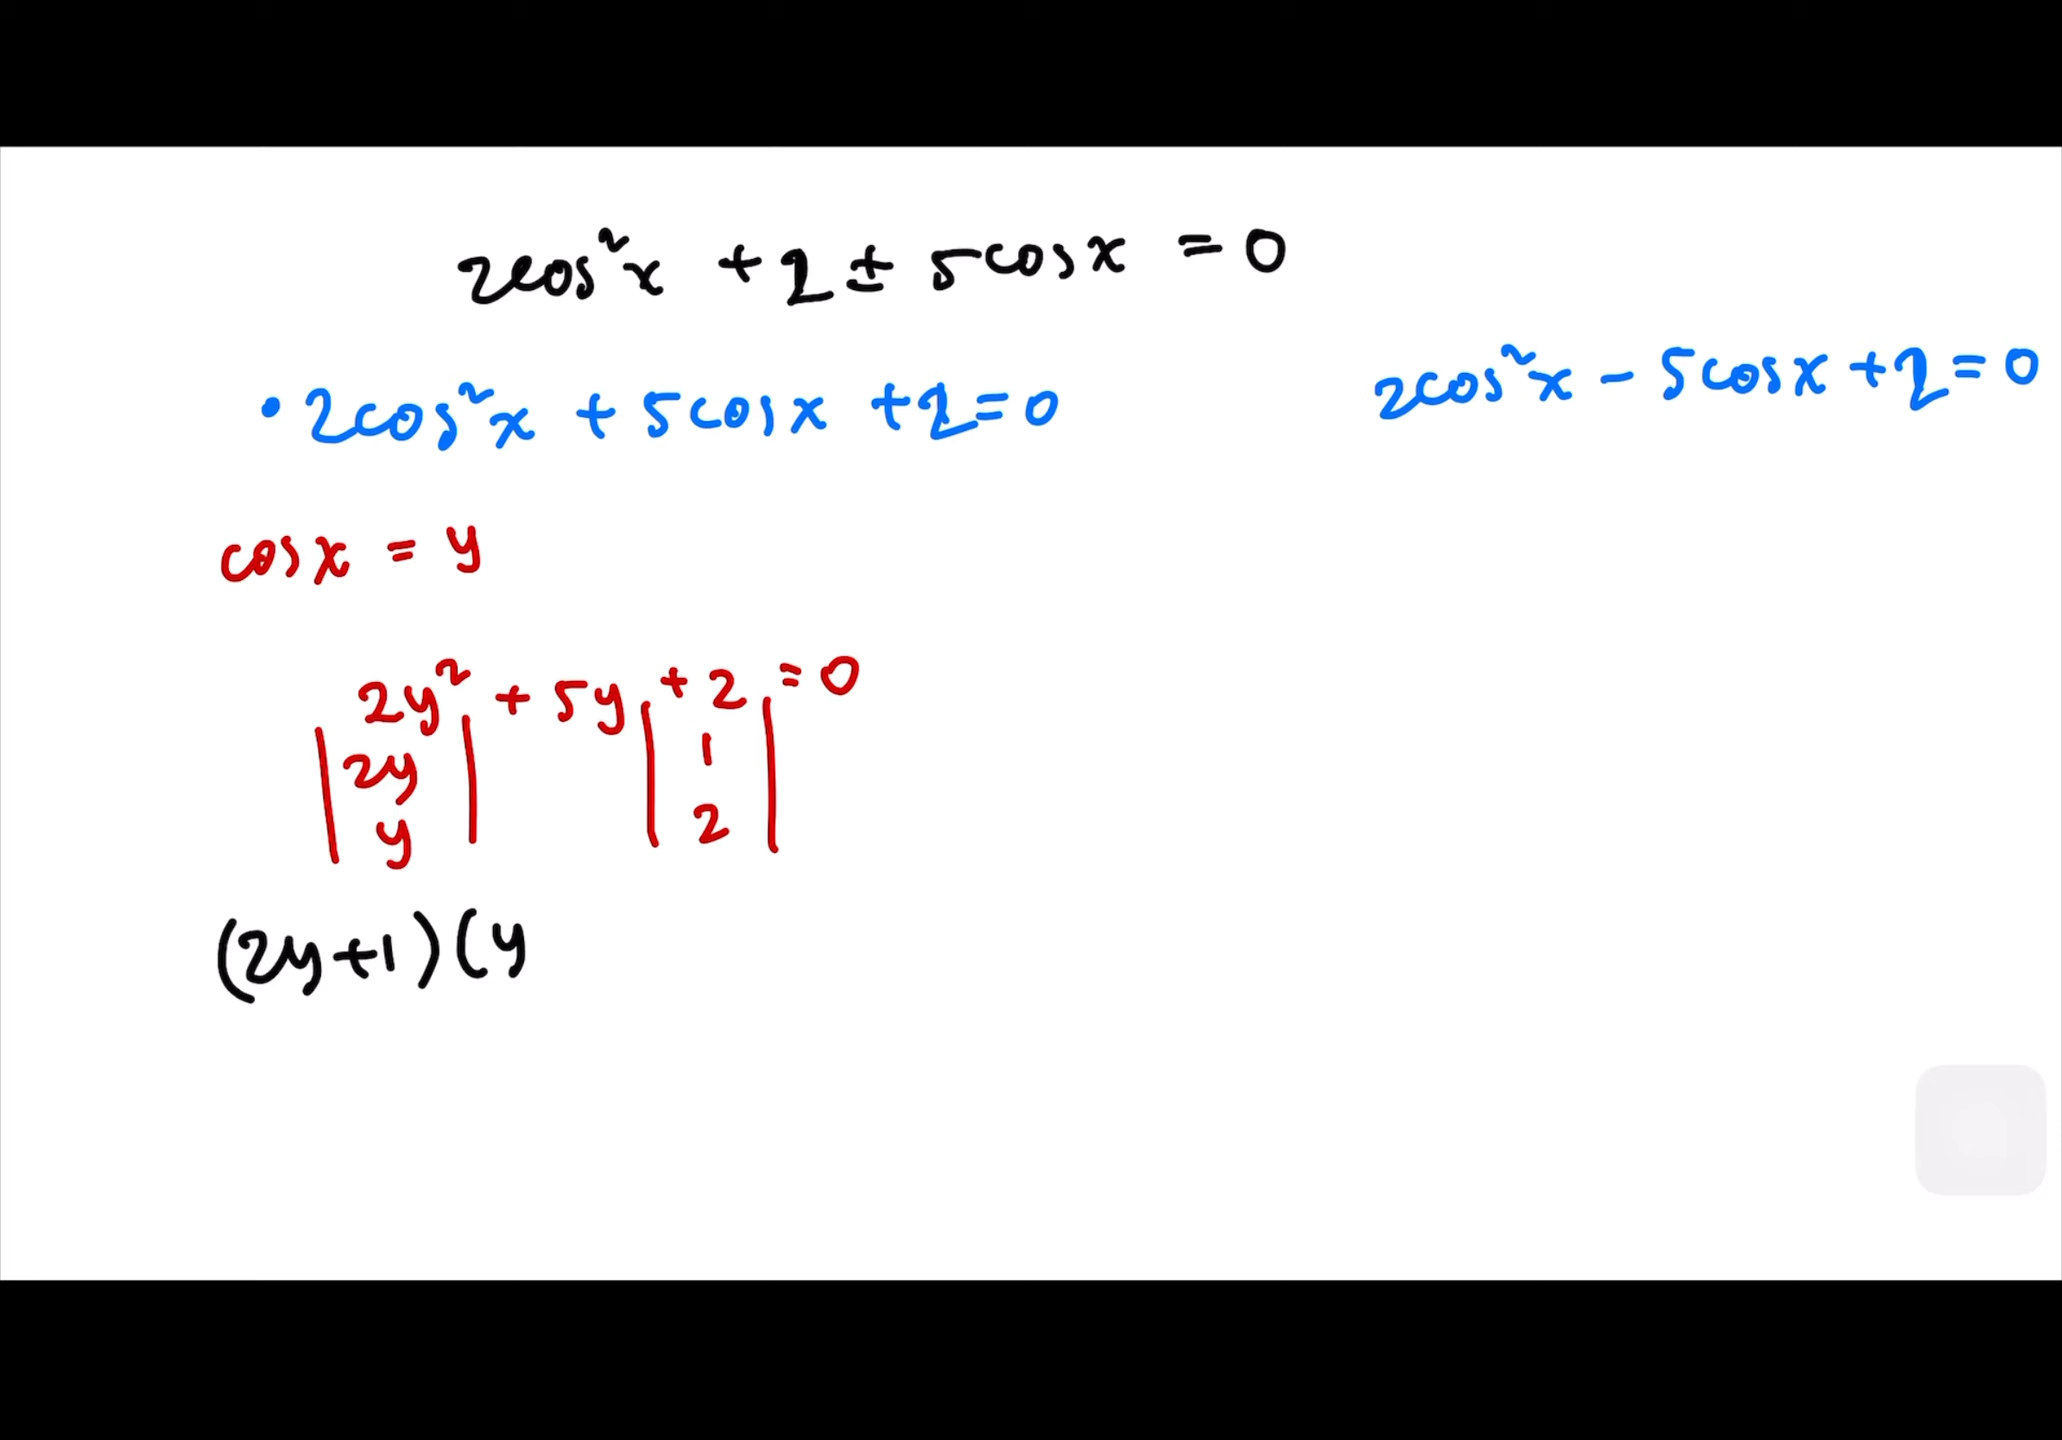 2cos²x + 2 ± 5cosx = 0
• 2cos²x + 5cosx + 2 = 0
2cos²x - 5cosx + 2 = 0
cosx = y
2y² + 5y + 2 = 0
| 2y | | 1 |
| y | | 2 |
(2y+1)(y